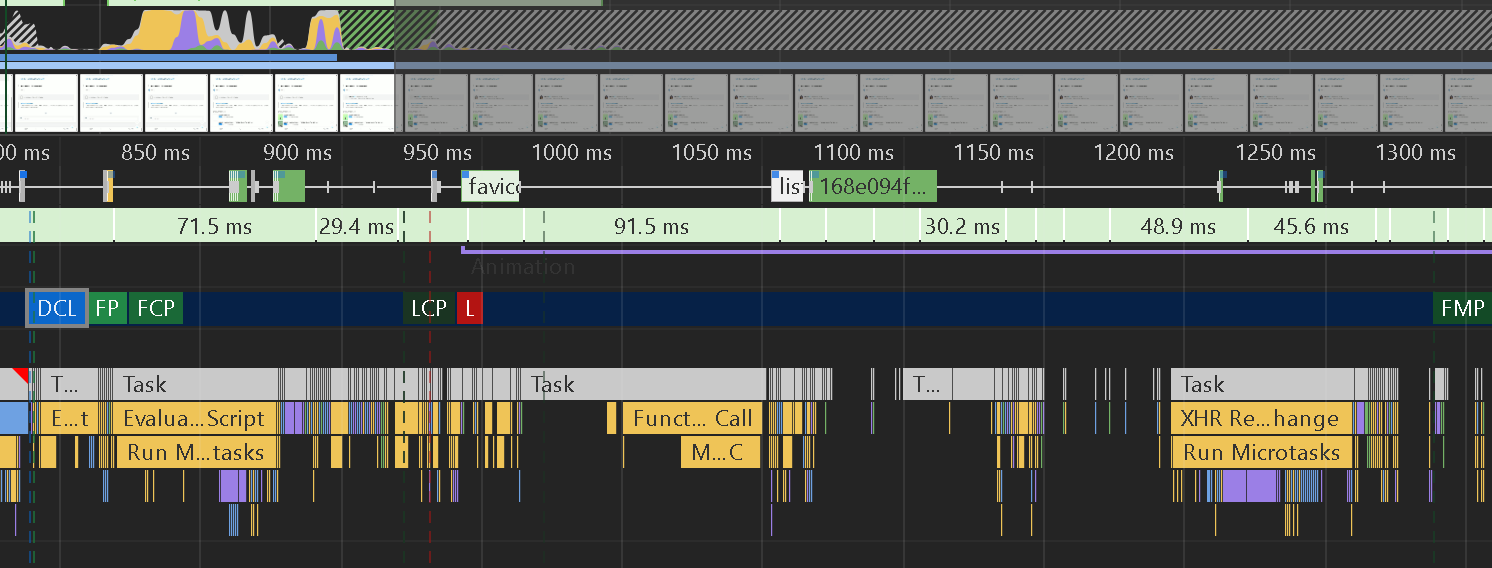 00 ms 850 ms 900 ms 950 ms 1000 ms 1050 ms 1100 ms 1150 ms 1200 ms 1250 ms 1300 ms
favico lis 168e094f...
71.5 ms 29.4 ms 91.5 ms 30.2 ms 48.9 ms 45.6 ms
Animation
DCL FP FCP LCP L FMP
T... Task Task T... Task
E...t Evalua...Script Funct... Call XHR Re...hange
Run M...tasks M...C Run Microtasks